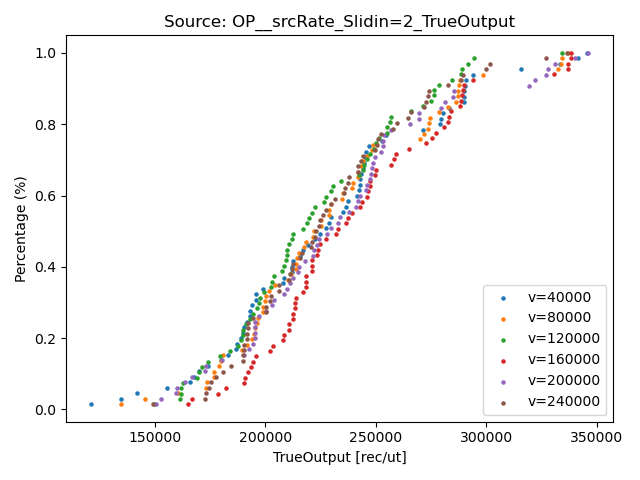 Source: OP__srcRate_Slidin=2_TrueOutput
Percentage (%)
1.0
0.8
0.6
0.4
0.2
0.0
v=40000
v=80000
v=120000
v=160000
v=200000
v=240000
150000 200000 250000 300000 350000
TrueOutput [rec/ut]